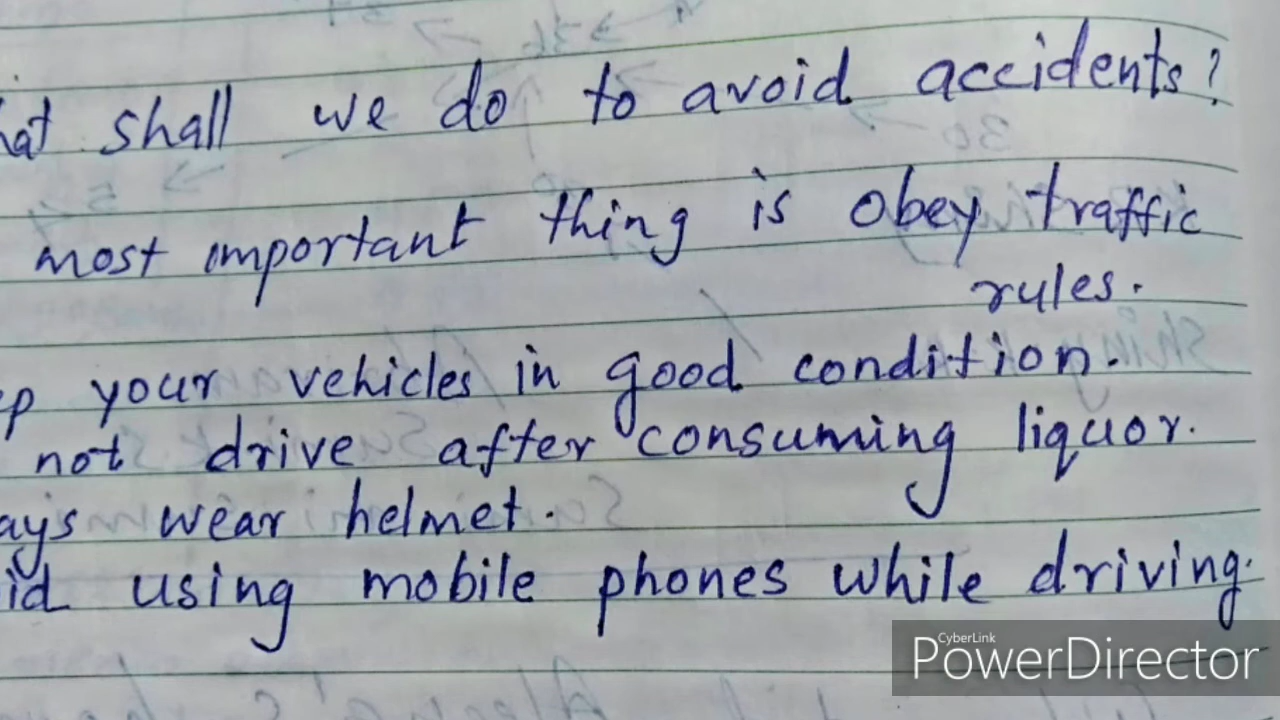 hat shall we do to avoid accidents?
most important thing is obey traffic
rules.
p your vehicles in good condition.
not drive after consuming liquor.
ays wear helmet.
id using mobile phones while driving.
CyberLink
PowerDirector